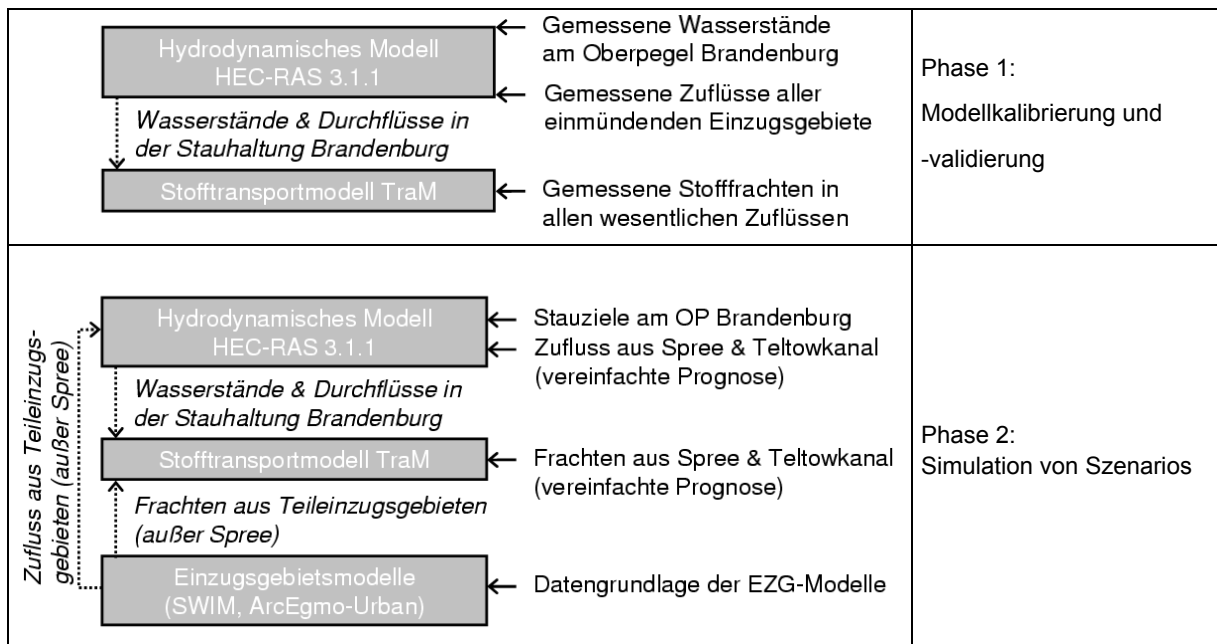 Hydrodynamisches Modell
HEC-RAS 3.1.1
Gemessene Wasserstände
am Oberpegel Brandenburg
Gemessene Zuflüsse aller
einmündenden Einzugsgebiete
Wasserstände & Durchflüsse in
der Stauhaltung Brandenburg
Stofftransportmodell TraM
Gemessene Stofffrachten in
allen wesentlichen Zuflüssen
Phase 1:
Modellkalibrierung und
-validierung
Zufluss aus Teileinzugs-
gebieten (außer Spree)
Hydrodynamisches Modell
HEC-RAS 3.1.1
Stauziele am OP Brandenburg
Zufluss aus Spree & Teltowkanal
(vereinfachte Prognose)
Wasserstände & Durchflüsse in
der Stauhaltung Brandenburg
Stofftransportmodell TraM
Frachten aus Spree & Teltowkanal
(vereinfachte Prognose)
Frachten aus Teileinzugsgebieten
(außer Spree)
Einzugsgebietsmodelle
(SWIM, ArcEgmo-Urban)
Datengrundlage der EZG-Modelle
Phase 2:
Simulation von Szenarios